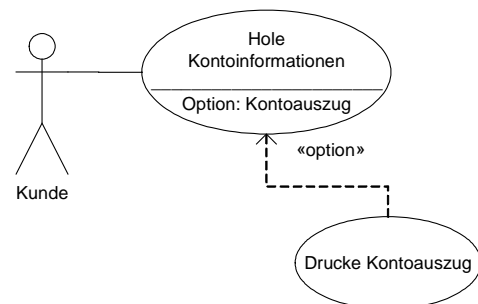 Hole
Kontoinformationen
Option: Kontoauszug
«option»
Kunde
Drucke Kontoauszug